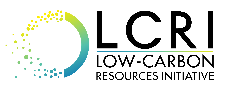 LCRI
LOW-CARBON
RESOURCES INITIATIVE